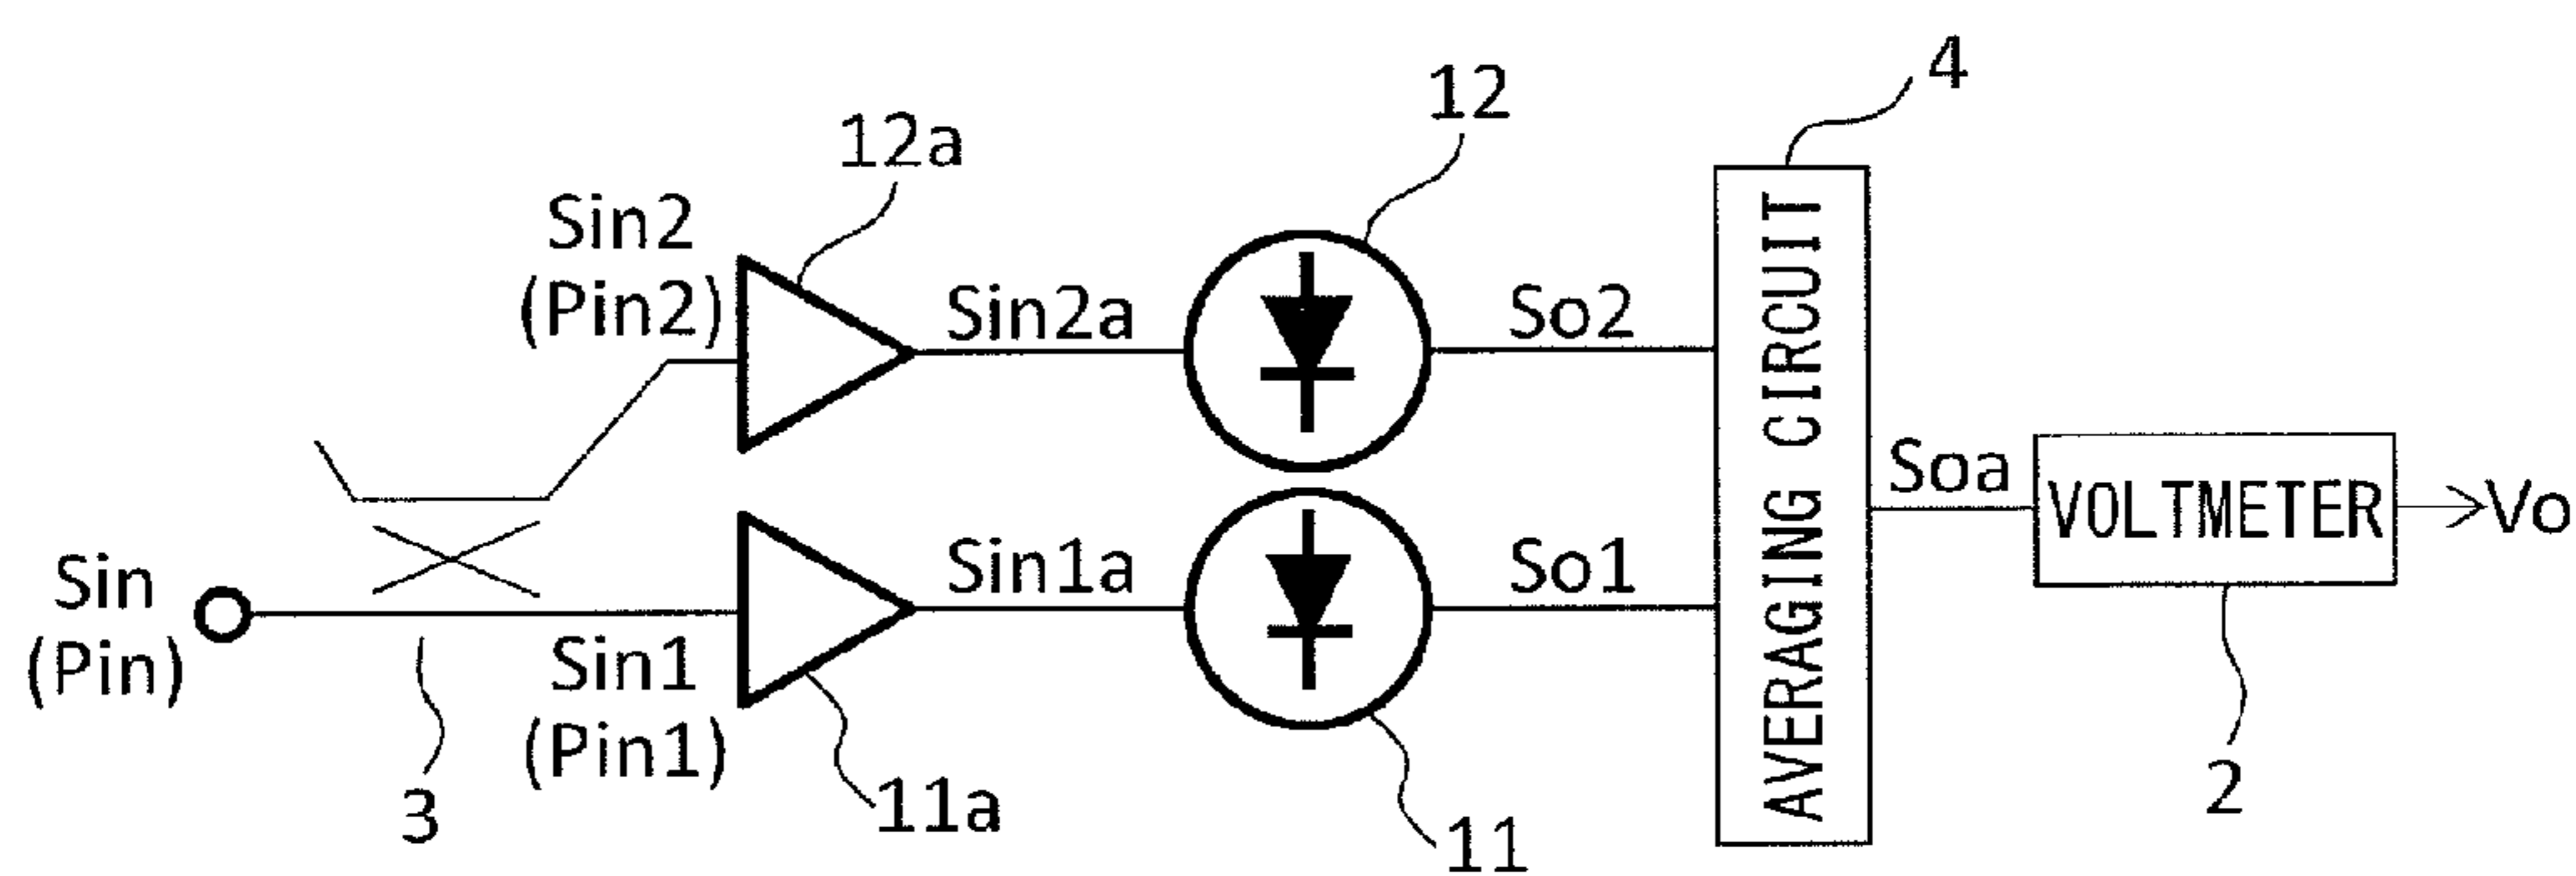 4
12
12a
Sin2
(Pin2)
Sin2a
So2
AVERAGING CIRCUIT
Soa
VOLTMETER
Vo
Sin
(Pin)
Sin1
(Pin1)
Sin1a
So1
3
11a
11
2